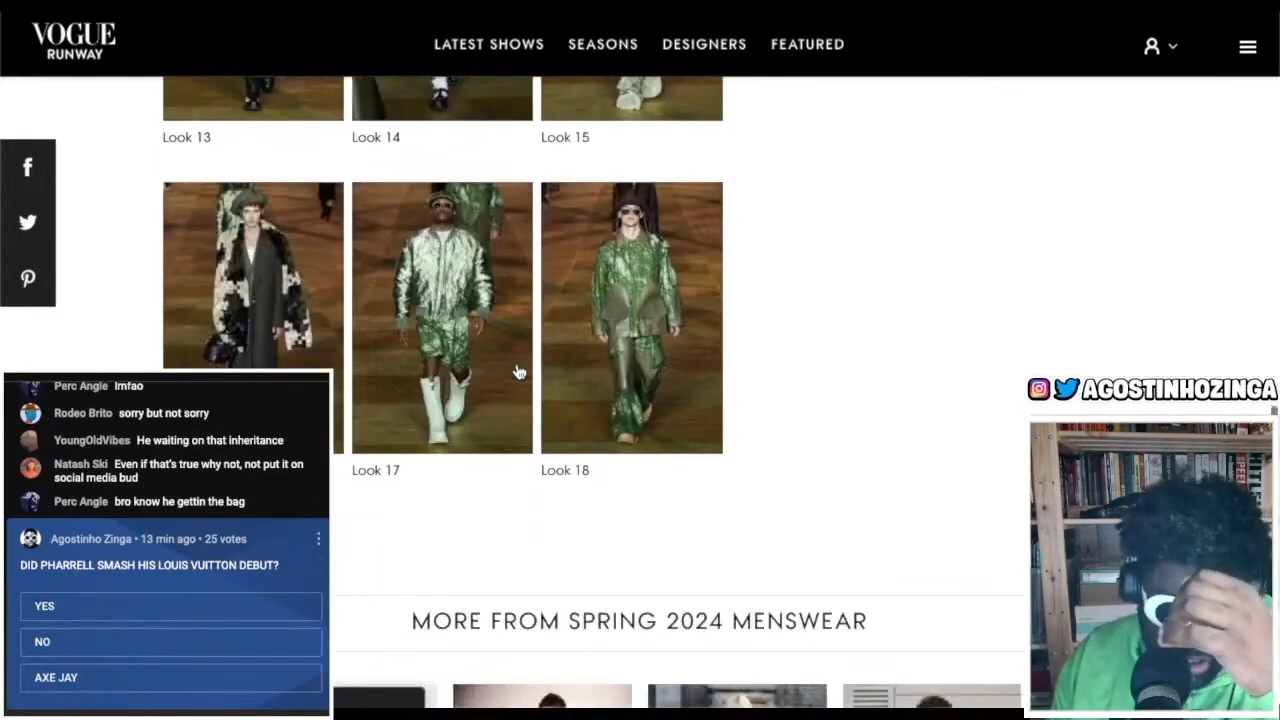 VOGUE
RUNWAY
LATEST SHOWS
SEASONS
DESIGNERS
FEATURED
Look 13
Look 14
Look 15
Look 17
Look 18
Perc Angle lmfao
Rodeo Brito sorry but not sorry
YoungOldVibes He waiting on that inheritance
Natash Ski Even if that's true why not, not put it on
social media bud
Perc Angle bro know he gettin the bag
Agostinho Zinga • 13 min ago • 25 votes
DID PHARRELL SMASH HIS LOUIS VUITTON DEBUT?
YES
NO
AXE JAY
MORE FROM SPRING 2024 MENSWEAR
AGOSTINHOZINGA